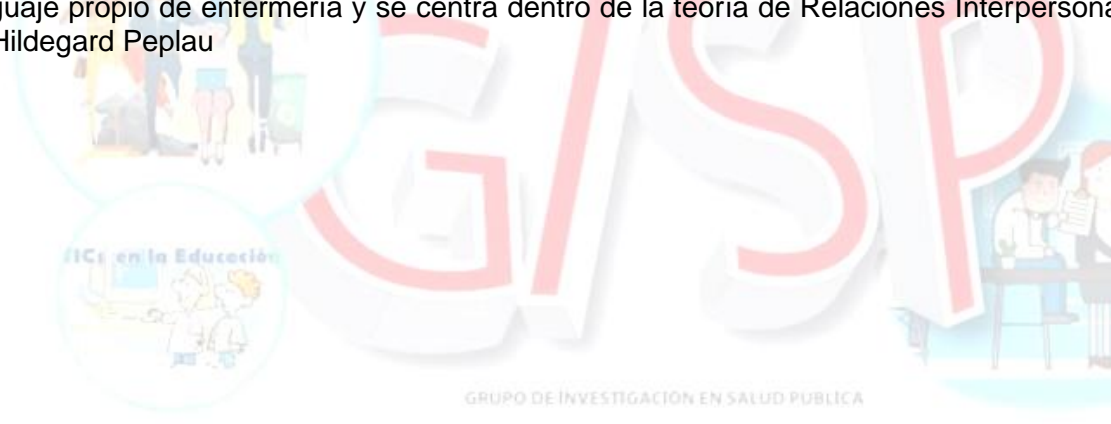 guaje propio de enfermería y se centra dentro de la teoría de Relaciones Interpersona
Hildegard Peplau
GISP
TICs en la Educación
GRUPO DE INVESTIGACIÓN EN SALUD PUBLICA